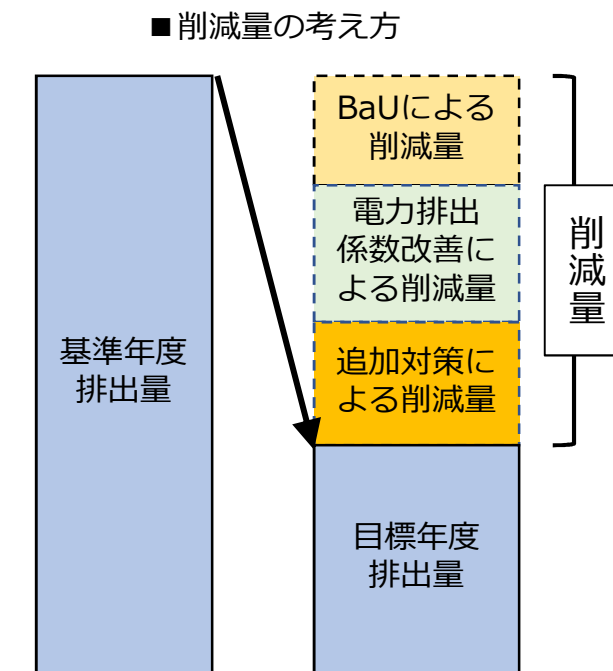 ■削減量の考え方
BaUによる
削減量
電力排出
係数改善に
よる削減量
追加対策に
よる削減量
削減量
基準年度
排出量
目標年度
排出量